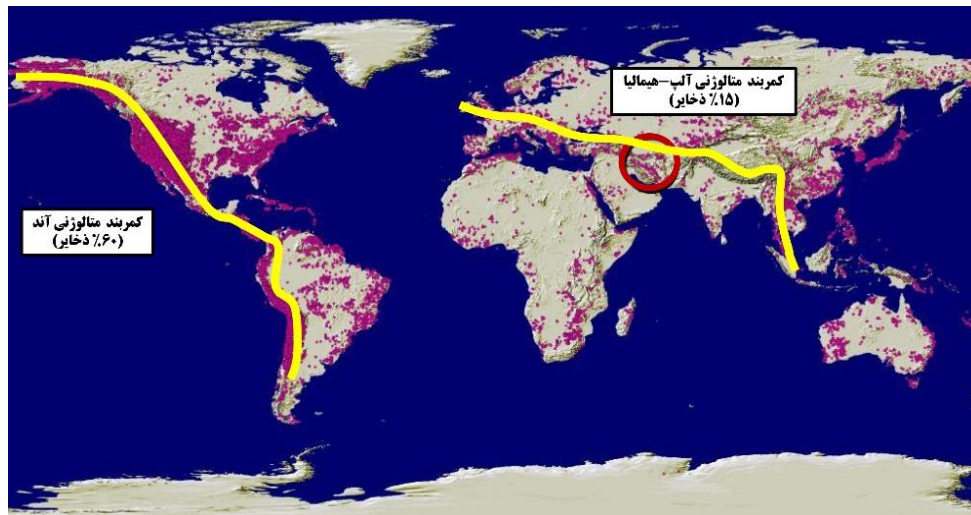 کمربند متالوژنی آلپ-هیمالیا
(۱۵٪ ذخایر)
کمربند متالوژنی آند
(۶۰٪ ذخایر)